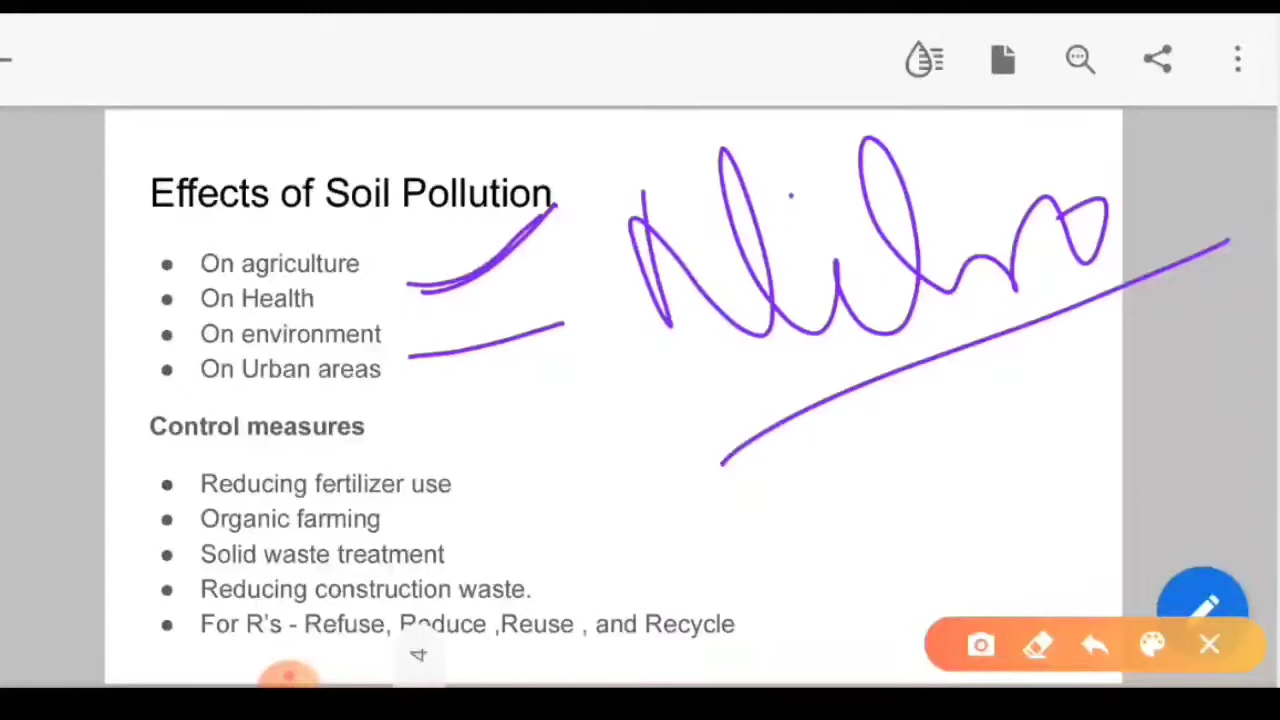 Effects of Soil Pollution
On agriculture
On Health
On environment
On Urban areas
Control measures
Reducing fertilizer use
Organic farming
Solid waste treatment
Reducing construction waste.
For R's - Refuse, Reduce ,Reuse , and Recycle
4